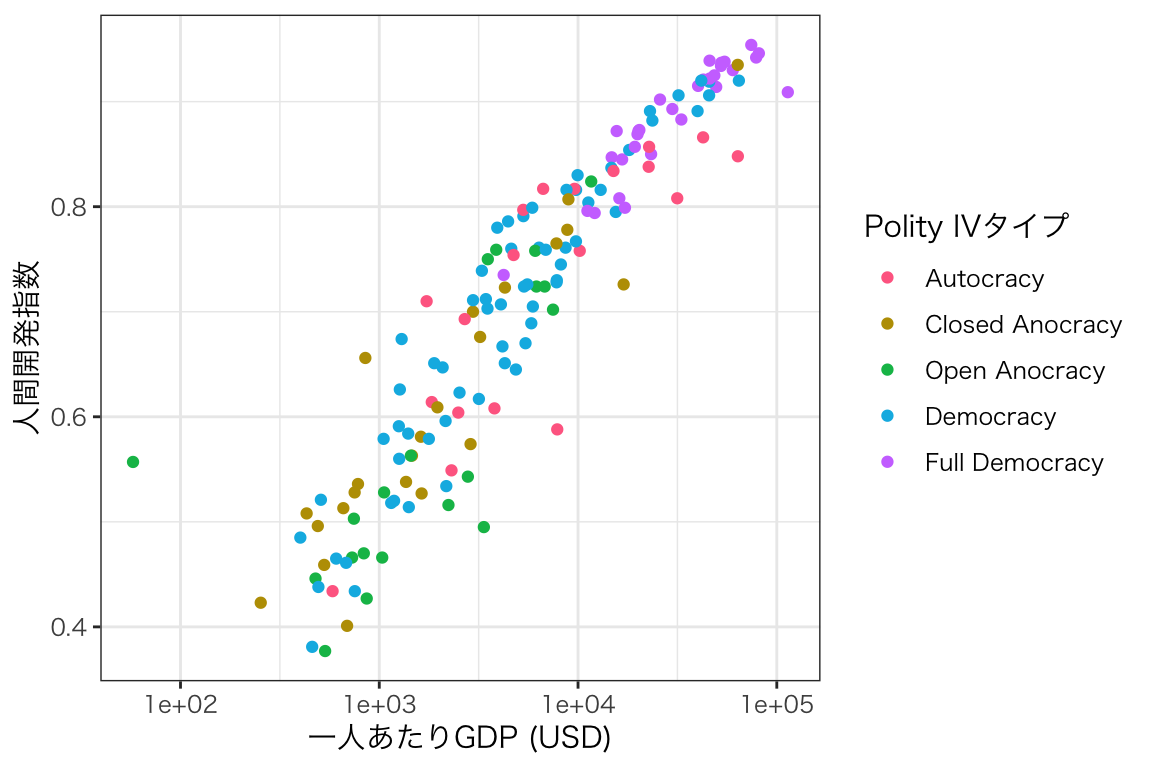 人間開発指数
0.8
0.6
0.4
1e+02 1e+03 1e+04 1e+05
一人あたりGDP (USD)
Polity IVタイプ
Autocracy
Closed Anocracy
Open Anocracy
Democracy
Full Democracy